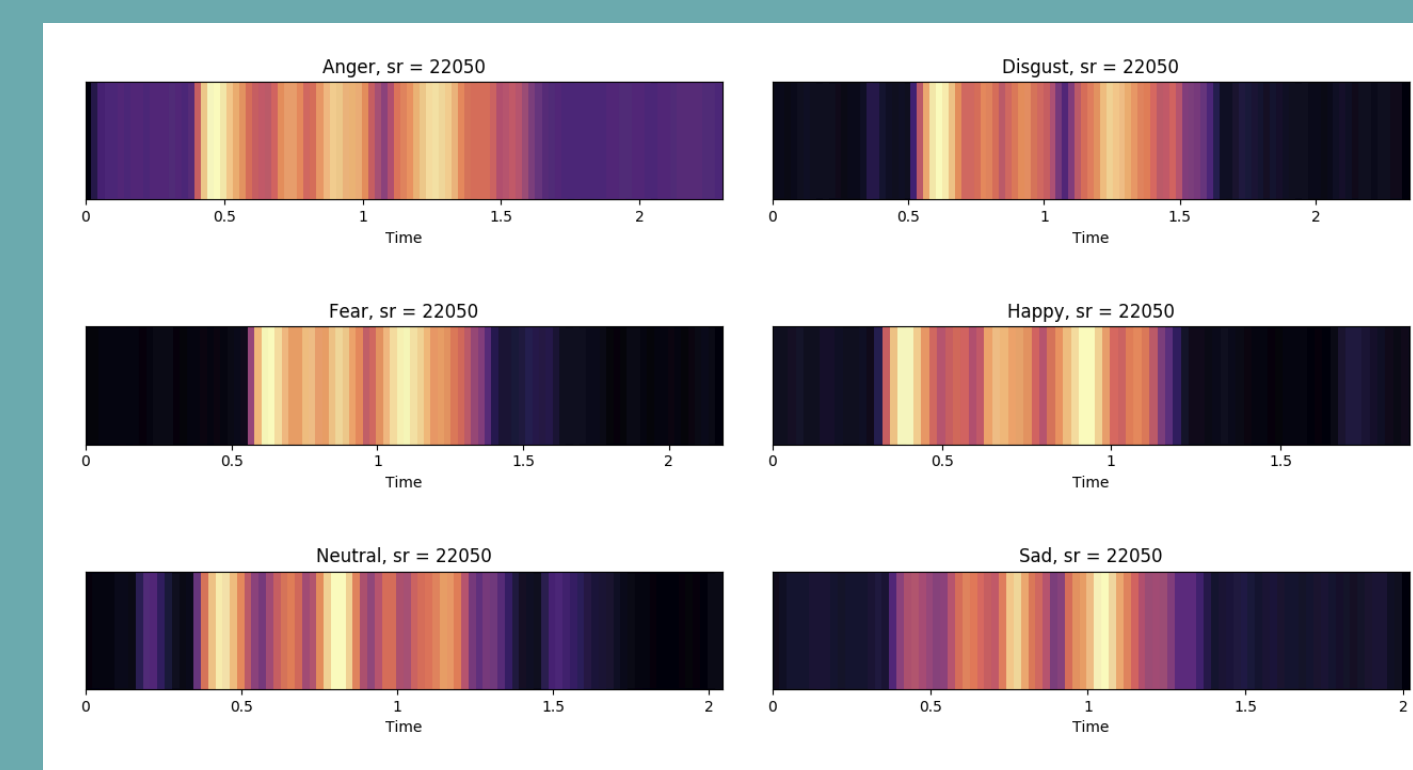 Anger, sr = 22050
0 0.5 1 1.5 2
Time
Disgust, sr = 22050
0 0.5 1 1.5 2
Time
Fear, sr = 22050
0 0.5 1 1.5 2
Time
Happy, sr = 22050
0 0.5 1 1.5
Time
Neutral, sr = 22050
0 0.5 1 1.5 2
Time
Sad, sr = 22050
0 0.5 1 1.5 2
Time